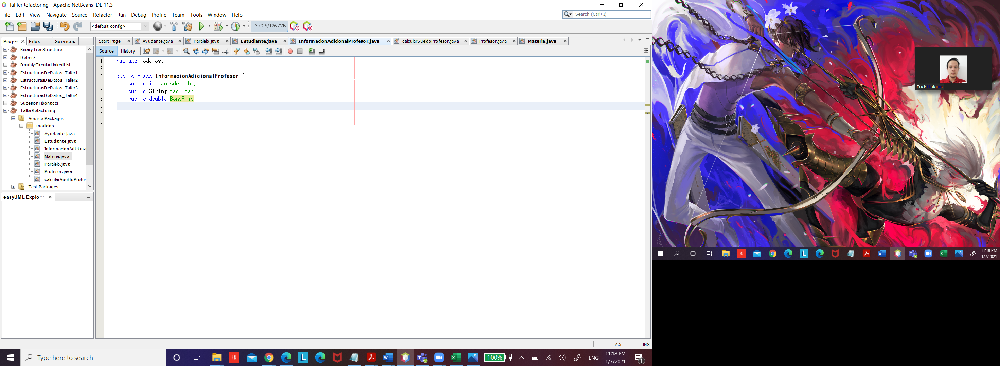 TalllerRefactoring - Apache NetBeans IDE 11.3
File Edit View Navigate Source Refactor Run Debug Profile Team Tools Window Help
Search (Ctrl+I)
<default config>
370.6/1267MB
Proj... Files Services
Start Page Ayudante.java Paralelo.java Estudiante.java InformacionAdicionalProfesor.java calcularSueldoProfesor.java Profesor.java Materia.java
Source History
BinaryTreeStructure
Deber7
DoublyCircularLinkedList
EstructurasDeDatos_Taller1
EstructurasDeDatos_Taller2
EstructurasDeDatos_Taller3
EstructurasDeDatos_Taller4
SucesionFibonacci
TalllerRefactoring
Source Packages
modelos
Ayudante.java
Estudiante.java
InformacionAdiciona
Materia.java
Paralelo.java
Profesor.java
calcularSueldoProfes
Test Packages
easyUML Explo...
1 package modelos;
2
3 public class InformacionAdicionalProfesor {
4 public int añosdeTrabajo;
5 public String facultad;
6 public double BonoFijo;
7
8 }
9
7:5 INS
Erick Holguin
11:18 PM
1/7/2021
Type here to search
100%
ENG
11:18 PM
1/7/2021
1